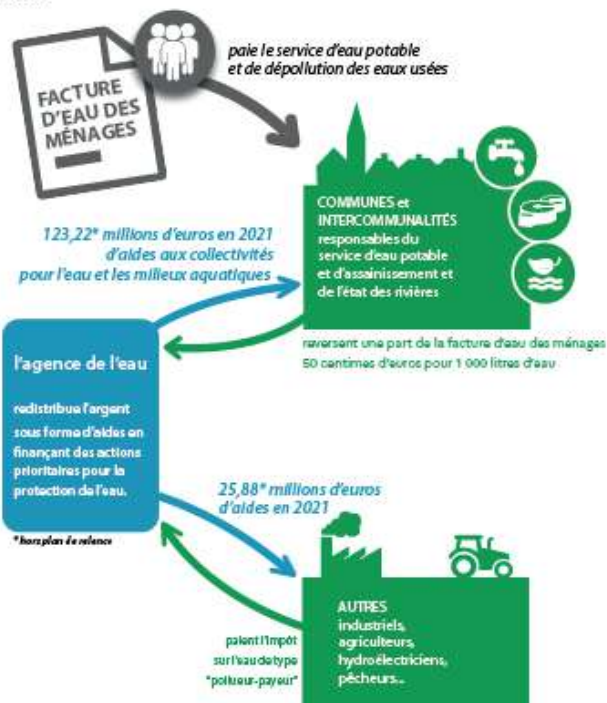 FACTURE
D'EAU DES
MÉNAGES
paie le service d'eau potable
et de dépollution des eaux usées
COMMUNES et
INTERCOMMUNALITÉS
responsables du
service d'eau potable
et d'assainissement et
de l'état des rivières
123,22* millions d'euros en 2021
d'aides aux collectivités
pour l'eau et les milieux aquatiques
reversent une part de la facture d'eau des ménages
50 centimes d'euros pour 1 000 litres d'eau
l'agence de l'eau
redistribue l'argent
sous forme d'aides en
finançant des actions
prioritaires pour la
protection de l'eau.
*hors plan de relance
25,88* millions d'euros
d'aides en 2021
AUTRES
industriels,
agriculteurs,
hydroélectriciens,
pêcheurs...
paient l'impôt
sur l'eau de type
"pollueur-payeur"